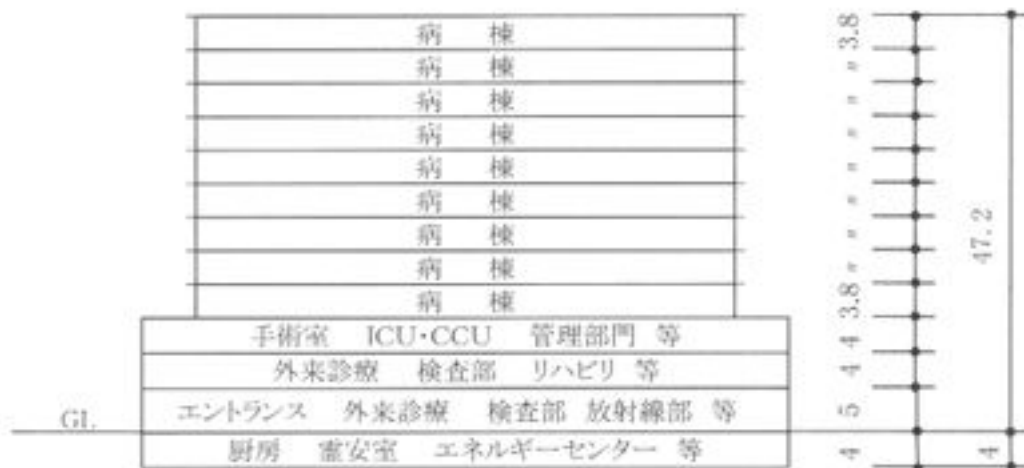 病 棟 3.8
病 棟 〃
病 棟 〃
病 棟 〃
病 棟 〃
病 棟 〃
病 棟 〃
病 棟 〃
病 棟 3.8
手術室 ICU・CCU 管理部門 等 4
外来診療 検査部 リハビリ 等 4
エントランス 外来診療 検査部 放射線部 等 5
GL
厨房 霊安室 エネルギーセンター 等 4
47.2
4